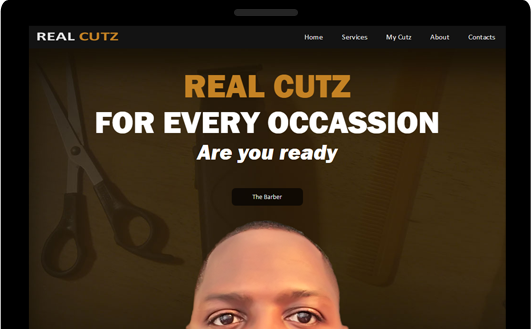 REAL CUTZ
Home Services My Cutz About Contacts
REAL CUTZ
FOR EVERY OCCASSION
Are you ready
The Barber